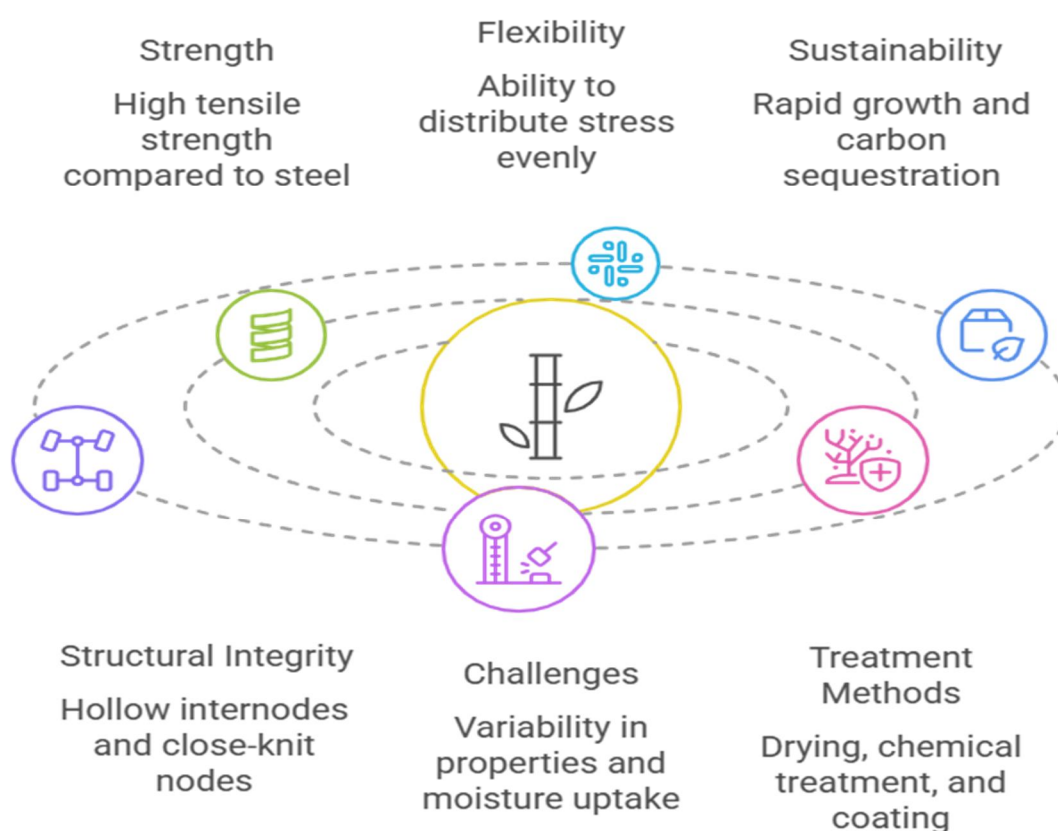 Strength
High tensile
strength
compared to steel
Flexibility
Ability to
distribute stress
evenly
Sustainability
Rapid growth and
carbon
sequestration
Structural Integrity
Hollow internodes
and close-knit
nodes
Challenges
Variability in
properties and
moisture uptake
Treatment
Methods
Drying, chemical
treatment, and
coating